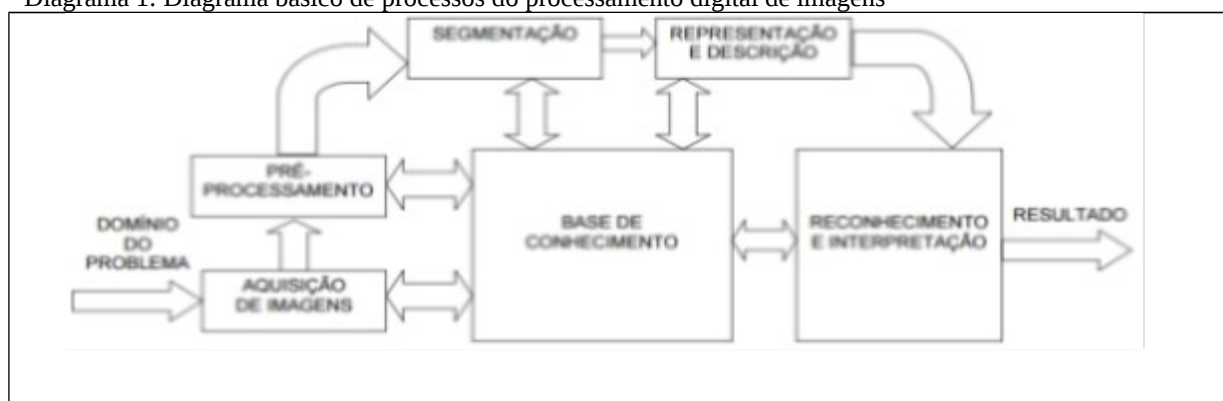 Diagrama 1: Diagrama básico de processos do processamento digital de imagens
SEGMENTAÇÃO
REPRESENTAÇÃO
E DESCRIÇÃO
PRÉ-
PROCESSAMENTO
DOMÍNIO
DO
PROBLEMA
AQUISIÇÃO
DE IMAGENS
BASE DE
CONHECIMENTO
RECONHECIMENTO
E INTERPRETAÇÃO
RESULTADO